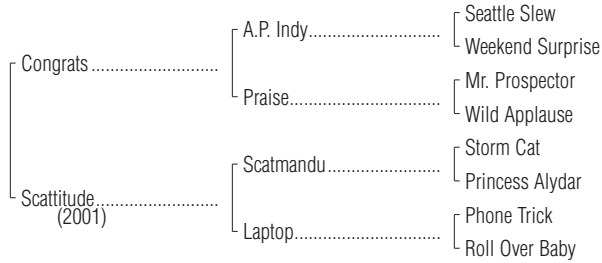 Seattle Slew
A.P. Indy
Weekend Surprise
Congrats
Mr. Prospector
Praise
Wild Applause
Storm Cat
Scatmandu
Princess Alydar
Scattitude
(2001)
Phone Trick
Laptop
Roll Over Baby